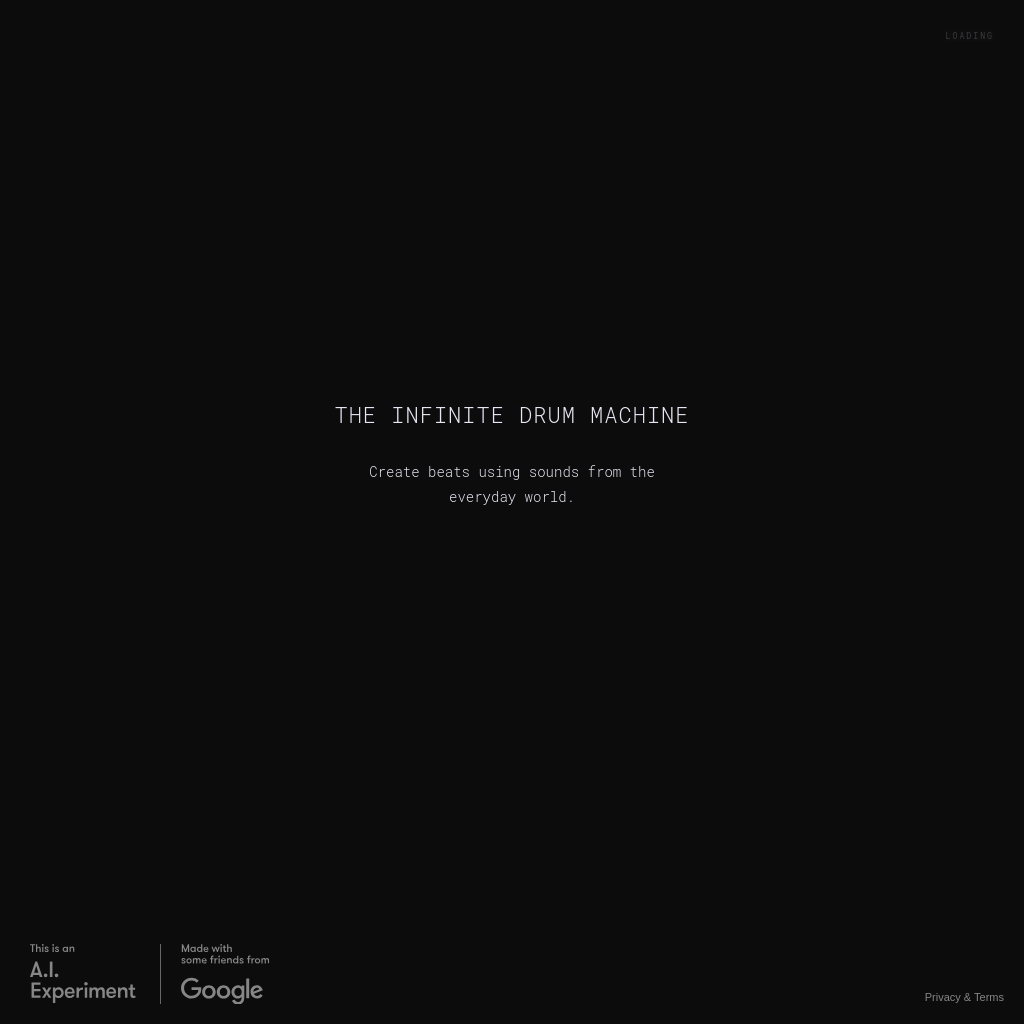 LOADING
THE INFINITE DRUM MACHINE
Create beats using sounds from the
everyday world.
This is an
A.I.
Experiment
Made with
some friends from
Google
Privacy & Terms